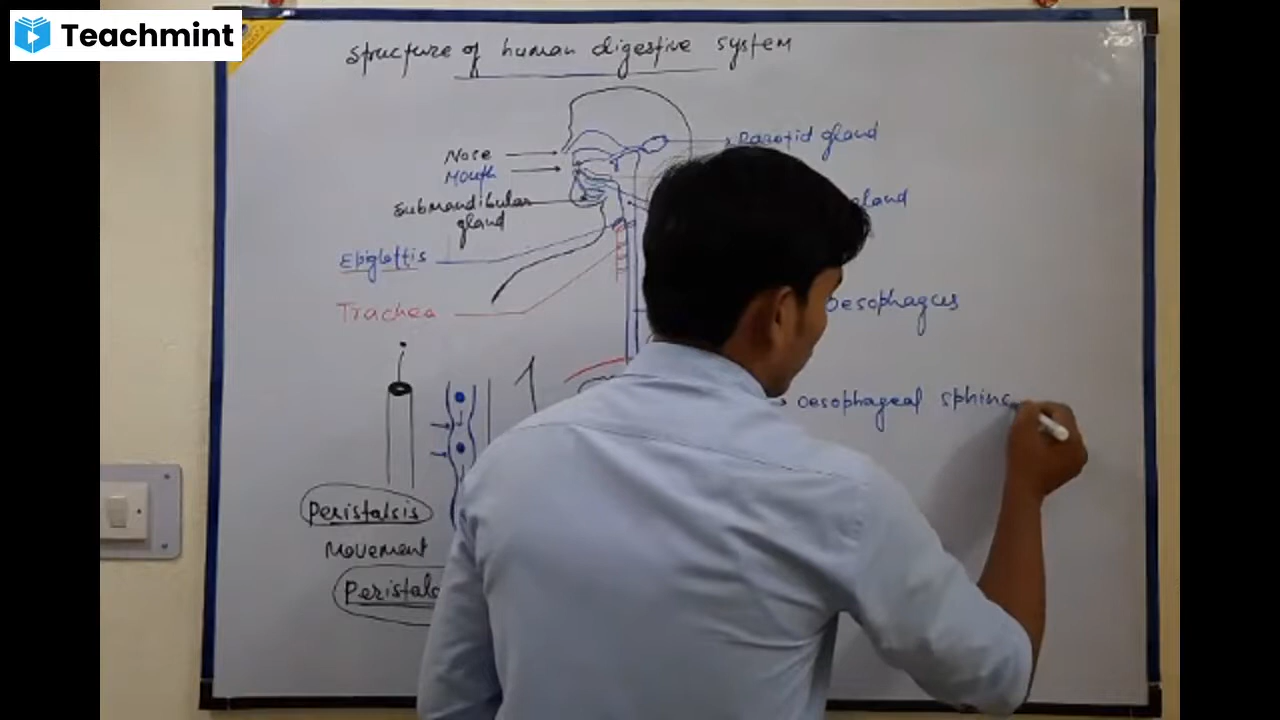 Teachmint
Structure of human digestive system
Parotid gland
Nose
Mouth
Submandibular
gland
gland
Epiglottis
Oesophagus
Trachea
Oesophageal sphinc
Peristalsis
Movement
Peristals